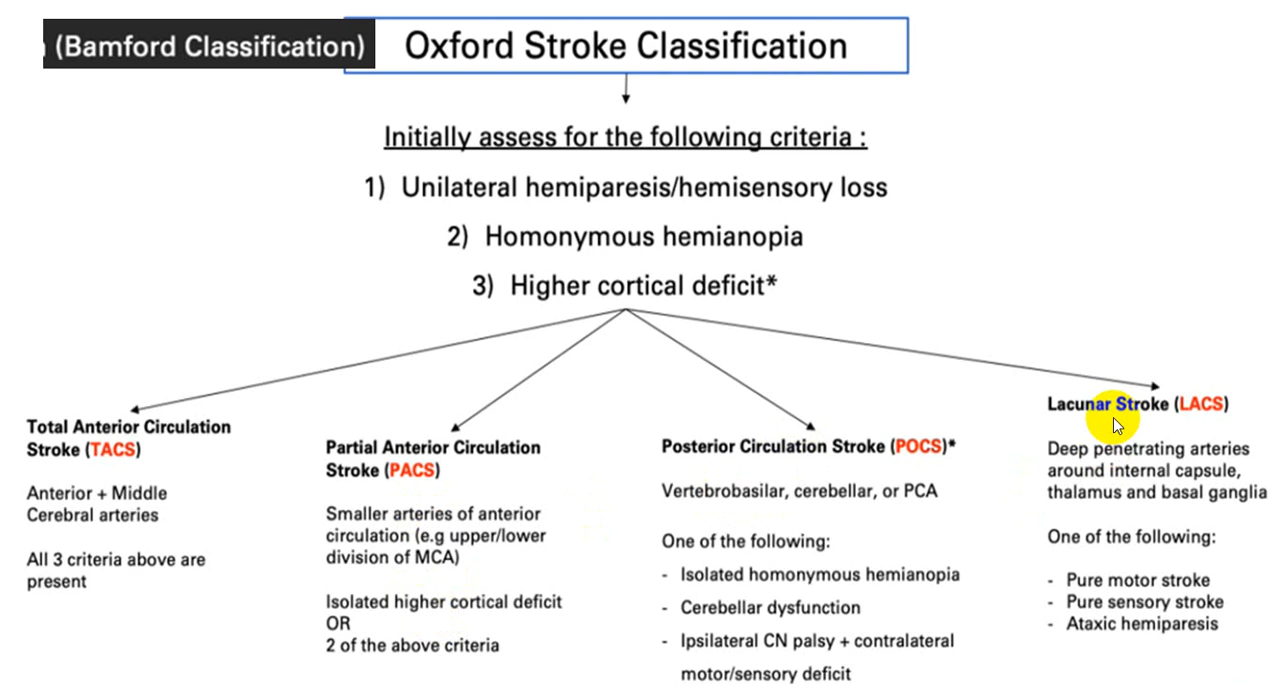 (Bamford Classification)
Oxford Stroke Classification
Initially assess for the following criteria :
1) Unilateral hemiparesis/hemisensory loss
2) Homonymous hemianopia
3) Higher cortical deficit*
Total Anterior Circulation
Stroke (TACS)
Anterior + Middle
Cerebral arteries
All 3 criteria above are
present
Partial Anterior Circulation
Stroke (PACS)
Smaller arteries of anterior
circulation (e.g upper/lower
division of MCA)
Isolated higher cortical deficit
OR
2 of the above criteria
Posterior Circulation Stroke (POCS)*
Vertebrobasilar, cerebellar, or PCA
One of the following:
- Isolated homonymous hemianopia
- Cerebellar dysfunction
- Ipsilateral CN palsy + contralateral
motor/sensory deficit
Lacunar Stroke (LACS)
Deep penetrating arteries
around internal capsule,
thalamus and basal ganglia
One of the following:
- Pure motor stroke
- Pure sensory stroke
- Ataxic hemiparesis